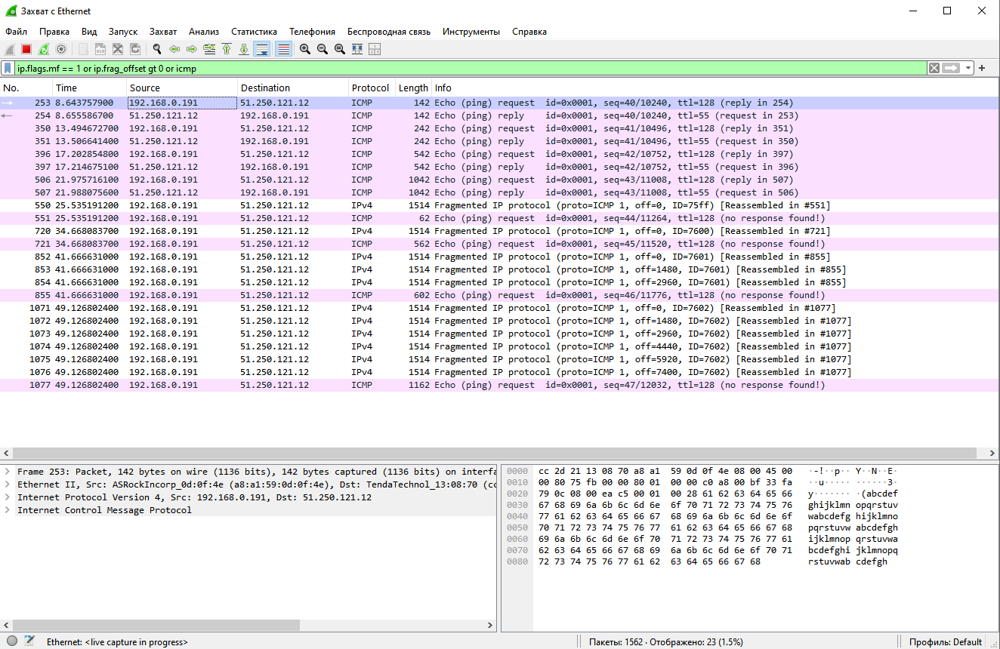 Захват с Ethernet
Файл Правка Вид Запуск Захват Анализ Статистика Телефония Беспроводная связь Инструменты Справка
ip.flags.mf == 1 or ip.frag_offset gt 0 or icmp
No. Time Source Destination Protocol Length Info
253 8.643757900 192.168.0.191 51.250.121.12 ICMP 142 Echo (ping) request id=0x0001, seq=40/10240, ttl=128 (reply in 254)
254 8.655586700 51.250.121.12 192.168.0.191 ICMP 142 Echo (ping) reply id=0x0001, seq=40/10240, ttl=55 (request in 253)
350 13.494672700 192.168.0.191 51.250.121.12 ICMP 242 Echo (ping) request id=0x0001, seq=41/10496, ttl=128 (reply in 351)
351 13.506641400 51.250.121.12 192.168.0.191 ICMP 242 Echo (ping) reply id=0x0001, seq=41/10496, ttl=55 (request in 350)
396 17.202854800 192.168.0.191 51.250.121.12 ICMP 542 Echo (ping) request id=0x0001, seq=42/10752, ttl=128 (reply in 397)
397 17.214675100 51.250.121.12 192.168.0.191 ICMP 542 Echo (ping) reply id=0x0001, seq=42/10752, ttl=55 (request in 396)
506 21.975716100 192.168.0.191 51.250.121.12 ICMP 1042 Echo (ping) request id=0x0001, seq=43/11008, ttl=128 (reply in 507)
507 21.988075600 51.250.121.12 192.168.0.191 ICMP 1042 Echo (ping) reply id=0x0001, seq=43/11008, ttl=55 (request in 506)
550 25.535191200 192.168.0.191 51.250.121.12 IPv4 1514 Fragmented IP protocol (proto=ICMP 1, off=0, ID=75ff) [Reassembled in #551]
551 25.535191200 192.168.0.191 51.250.121.12 ICMP 62 Echo (ping) request id=0x0001, seq=44/11264, ttl=128 (no response found!)
720 34.668083700 192.168.0.191 51.250.121.12 IPv4 1514 Fragmented IP protocol (proto=ICMP 1, off=0, ID=7600) [Reassembled in #721]
721 34.668083700 192.168.0.191 51.250.121.12 ICMP 562 Echo (ping) request id=0x0001, seq=45/11520, ttl=128 (no response found!)
852 41.666631000 192.168.0.191 51.250.121.12 IPv4 1514 Fragmented IP protocol (proto=ICMP 1, off=0, ID=7601) [Reassembled in #855]
853 41.666631000 192.168.0.191 51.250.121.12 IPv4 1514 Fragmented IP protocol (proto=ICMP 1, off=1480, ID=7601) [Reassembled in #855]
854 41.666631000 192.168.0.191 51.250.121.12 IPv4 1514 Fragmented IP protocol (proto=ICMP 1, off=2960, ID=7601) [Reassembled in #855]
855 41.666631000 192.168.0.191 51.250.121.12 ICMP 602 Echo (ping) request id=0x0001, seq=46/11776, ttl=128 (no response found!)
1071 49.126802400 192.168.0.191 51.250.121.12 IPv4 1514 Fragmented IP protocol (proto=ICMP 1, off=0, ID=7602) [Reassembled in #1077]
1072 49.126802400 192.168.0.191 51.250.121.12 IPv4 1514 Fragmented IP protocol (proto=ICMP 1, off=1480, ID=7602) [Reassembled in #1077]
1073 49.126802400 192.168.0.191 51.250.121.12 IPv4 1514 Fragmented IP protocol (proto=ICMP 1, off=2960, ID=7602) [Reassembled in #1077]
1074 49.126802400 192.168.0.191 51.250.121.12 IPv4 1514 Fragmented IP protocol (proto=ICMP 1, off=4440, ID=7602) [Reassembled in #1077]
1075 49.126802400 192.168.0.191 51.250.121.12 IPv4 1514 Fragmented IP protocol (proto=ICMP 1, off=5920, ID=7602) [Reassembled in #1077]
1076 49.126802400 192.168.0.191 51.250.121.12 IPv4 1514 Fragmented IP protocol (proto=ICMP 1, off=7400, ID=7602) [Reassembled in #1077]
1077 49.126802400 192.168.0.191 51.250.121.12 ICMP 1162 Echo (ping) request id=0x0001, seq=47/12032, ttl=128 (no response found!)
Frame 253: Packet, 142 bytes on wire (1136 bits), 142 bytes captured (1136 bits) on interfa
Ethernet II, Src: ASRockIncorp_0d:0f:4e (a8:a1:59:0d:0f:4e), Dst: TendaTechnol_13:08:70 (cc
Internet Protocol Version 4, Src: 192.168.0.191, Dst: 51.250.121.12
Internet Control Message Protocol
0000 cc 2d 21 13 08 70 a8 a1 59 0d 0f 4e 08 00 45 00 ·-!··p·· Y··N··E·
0010 00 80 75 fb 00 00 80 01 00 00 c0 a8 00 bf 33 fa ··u····· ······3·
0020 79 0c 08 00 ea c5 00 01 00 28 61 62 63 64 65 66 y······· ·(abcdef
0030 67 68 69 6a 6b 6c 6d 6e 6f 70 71 72 73 74 75 76 ghijklmn opqrstuv
0040 77 61 62 63 64 65 66 67 68 69 6a 6b 6c 6d 6e 6f wabcdefg hijklmno
0050 70 71 72 73 74 75 76 77 61 62 63 64 65 66 67 68 pqrstuvw abcdefgh
0060 69 6a 6b 6c 6d 6e 6f 70 71 72 73 74 75 76 77 61 ijklmnop qrstuvwa
0070 62 63 64 65 66 67 68 69 6a 6b 6c 6d 6e 6f 70 71 bcdefghi jklmnopq
0080 72 73 74 75 76 77 61 62 63 64 65 66 67 68 rstuvwab cdefgh
Ethernet: <live capture in progress> Пакеты: 1562 · Отображено: 23 (1.5%) Профиль: Default